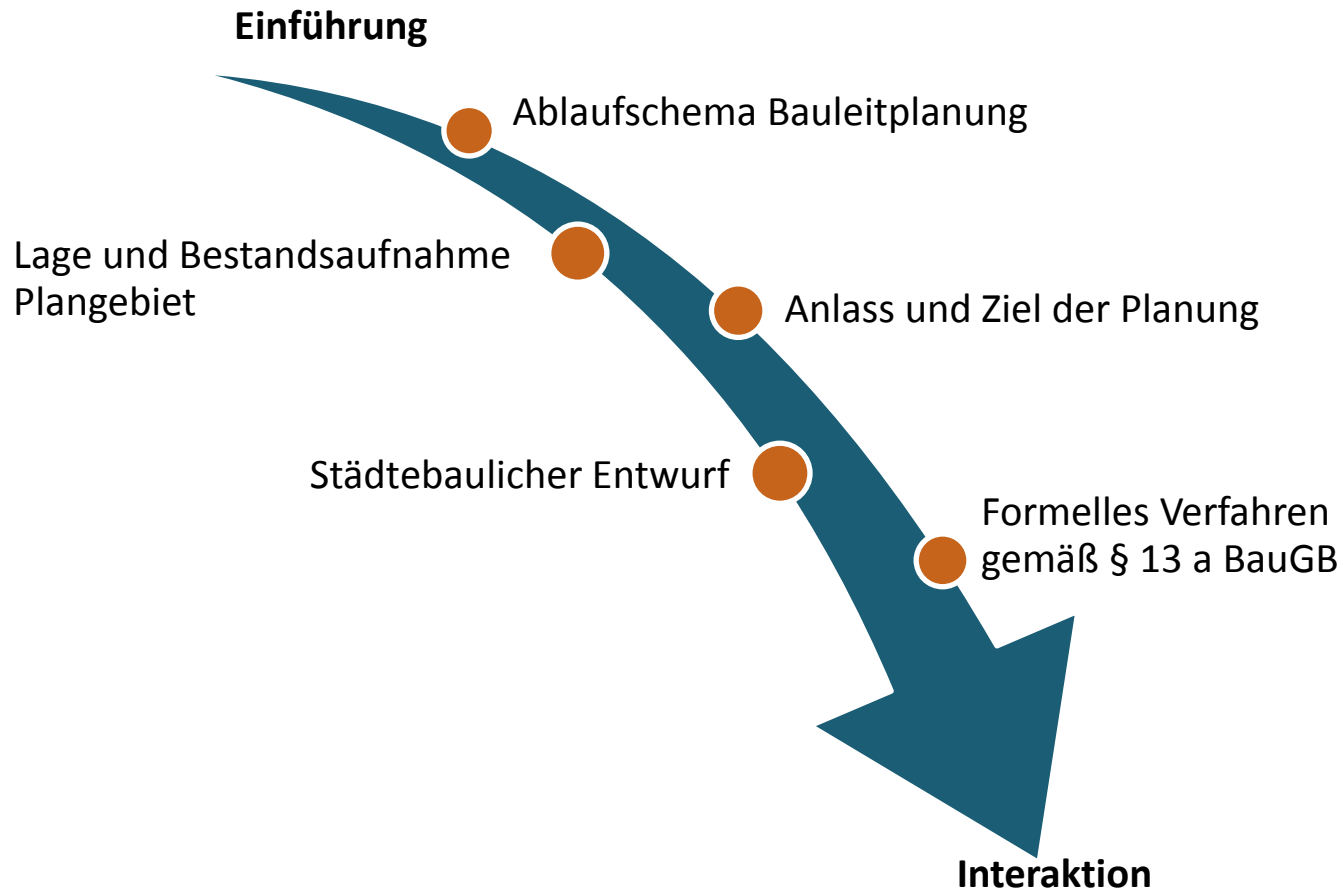 Einführung
Ablaufschema Bauleitplanung
Lage und Bestandsaufnahme
Plangebiet
Anlass und Ziel der Planung
Städtebaulicher Entwurf
Formelles Verfahren
gemäß § 13 a BauGB
Interaktion